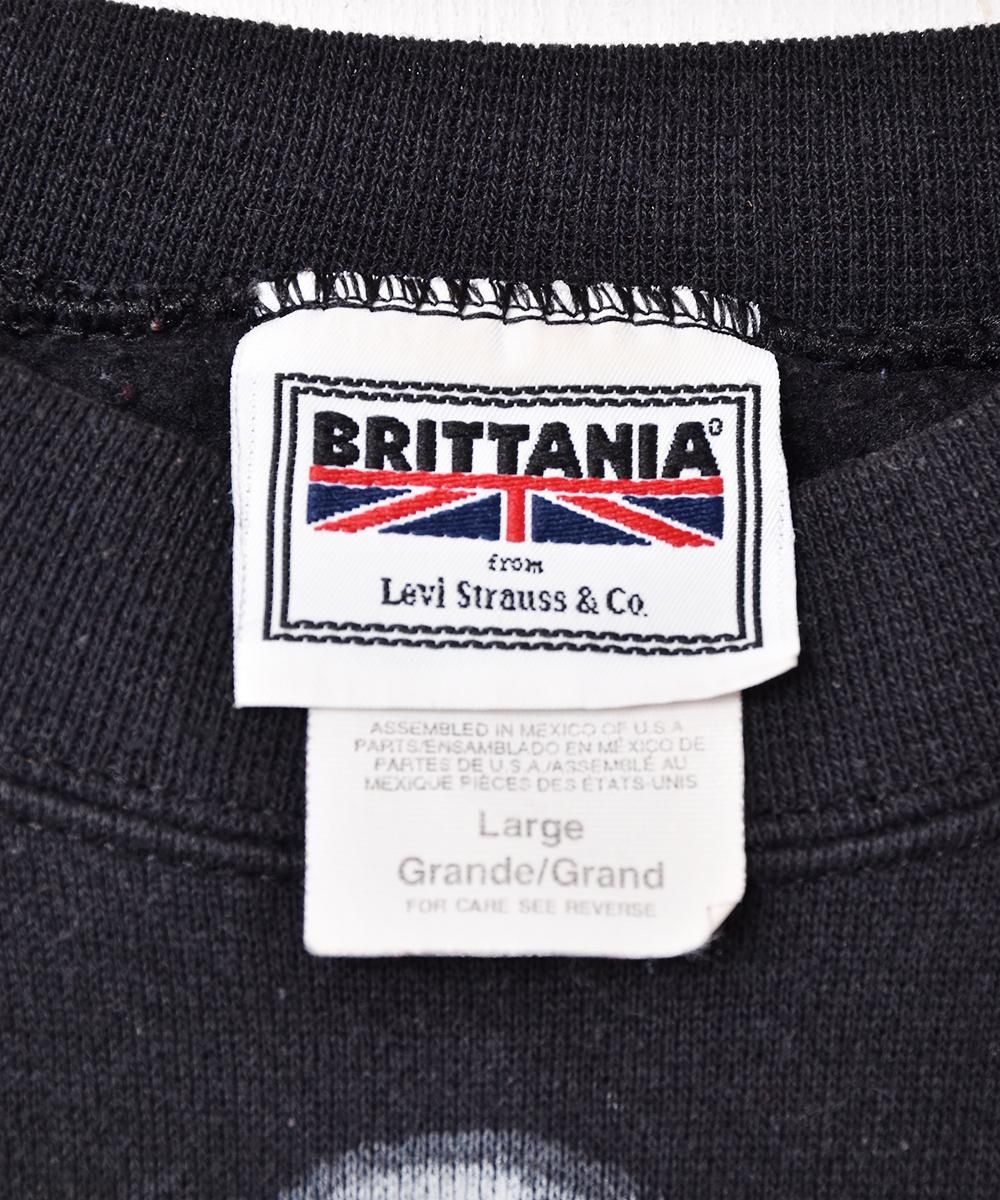 BRITTANIA®
from
Levi Strauss & Co.
ASSEMBLED IN MEXICO OF U.S.A
PARTS/ENSAMBLADO EN MÉXICO DE
PARTES DE U.S.A./ASSEMBLÉ AU
MEXIQUE PIÈCES DES ÉTATS-UNIS
Large
Grande/Grand
FOR CARE SEE REVERSE